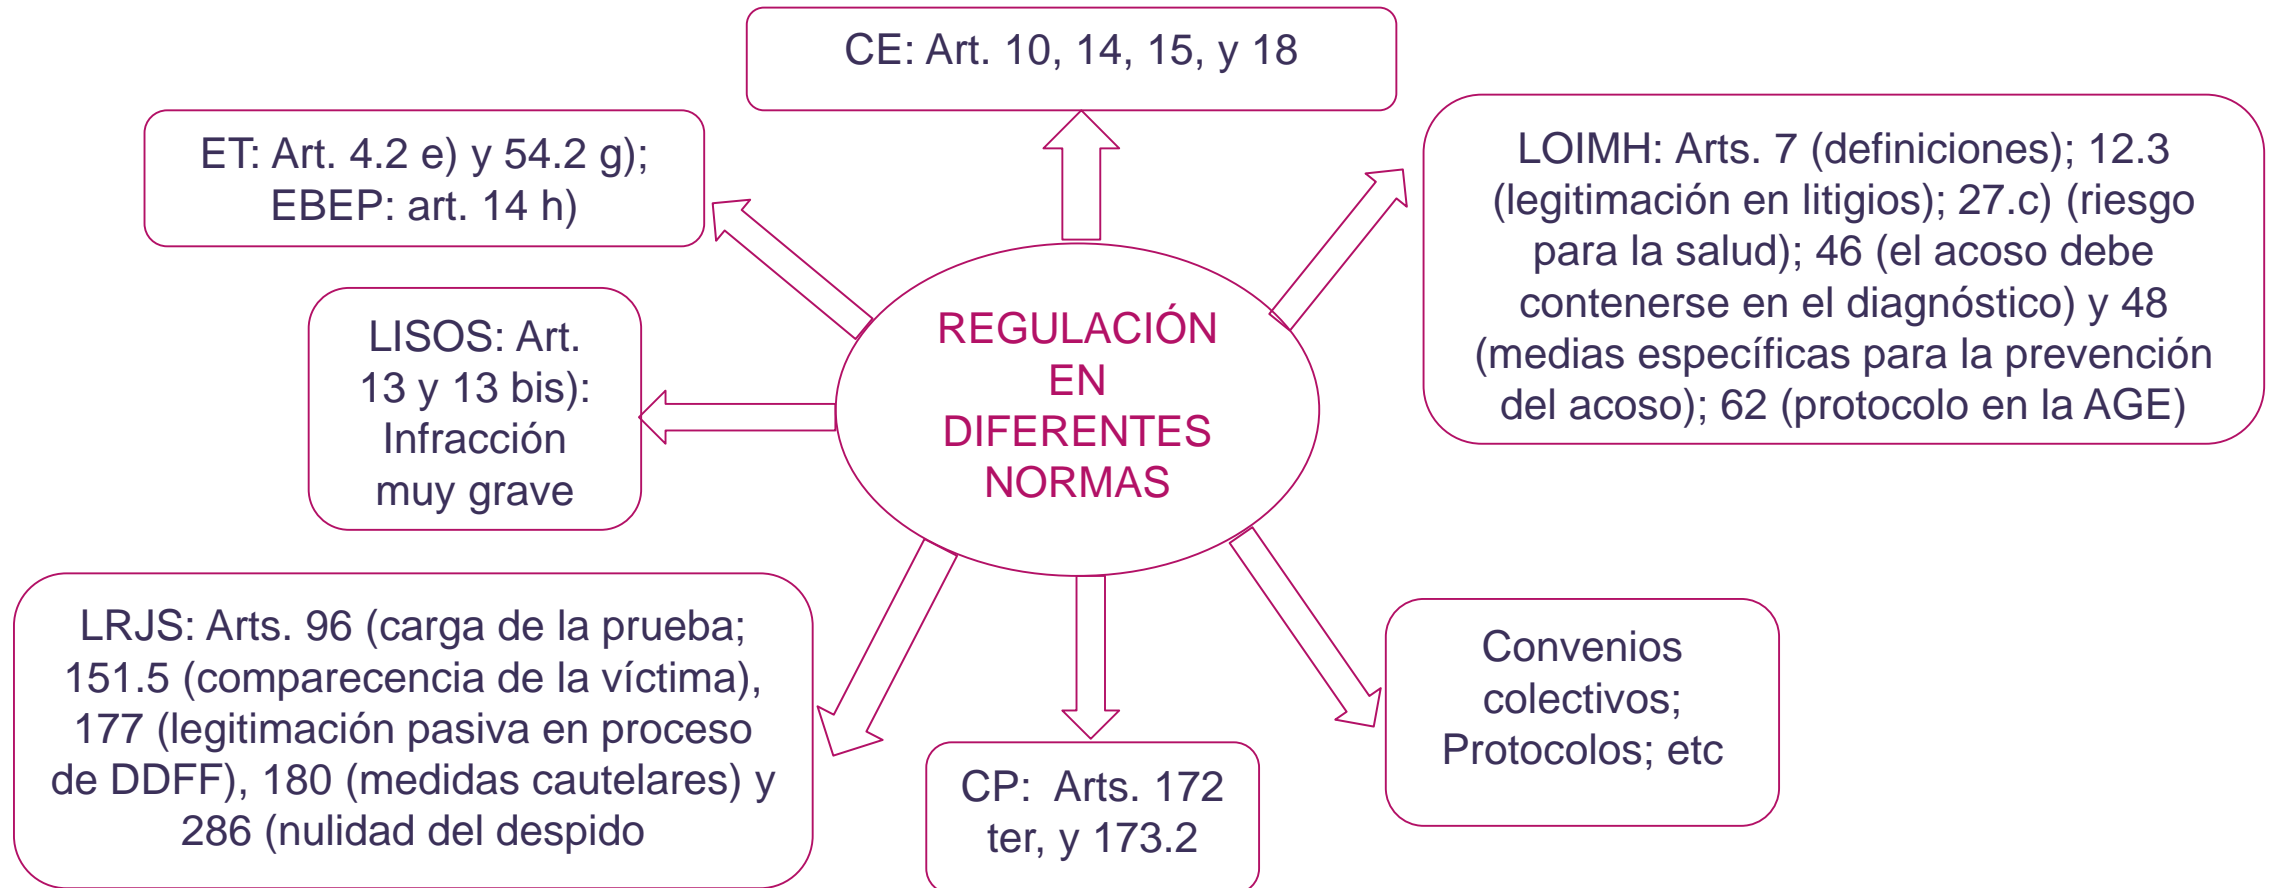 CE: Art. 10, 14, 15, y 18
ET: Art. 4.2 e) y 54.2 g);
EBEP: art. 14 h)
LOIMH: Arts. 7 (definiciones); 12.3
(legitimación en litigios); 27.c) (riesgo
para la salud); 46 (el acoso debe
contenerse en el diagnóstico) y 48
(medias específicas para la prevención
del acoso); 62 (protocolo en la AGE)
REGULACIÓN
EN
DIFERENTES
NORMAS
LISOS: Art.
13 y 13 bis):
Infracción
muy grave
LRJS: Arts. 96 (carga de la prueba;
151.5 (comparecencia de la víctima),
177 (legitimación pasiva en proceso
de DDFF), 180 (medidas cautelares) y
286 (nulidad del despido
CP:  Arts. 172
ter, y 173.2
Convenios
colectivos;
Protocolos; etc